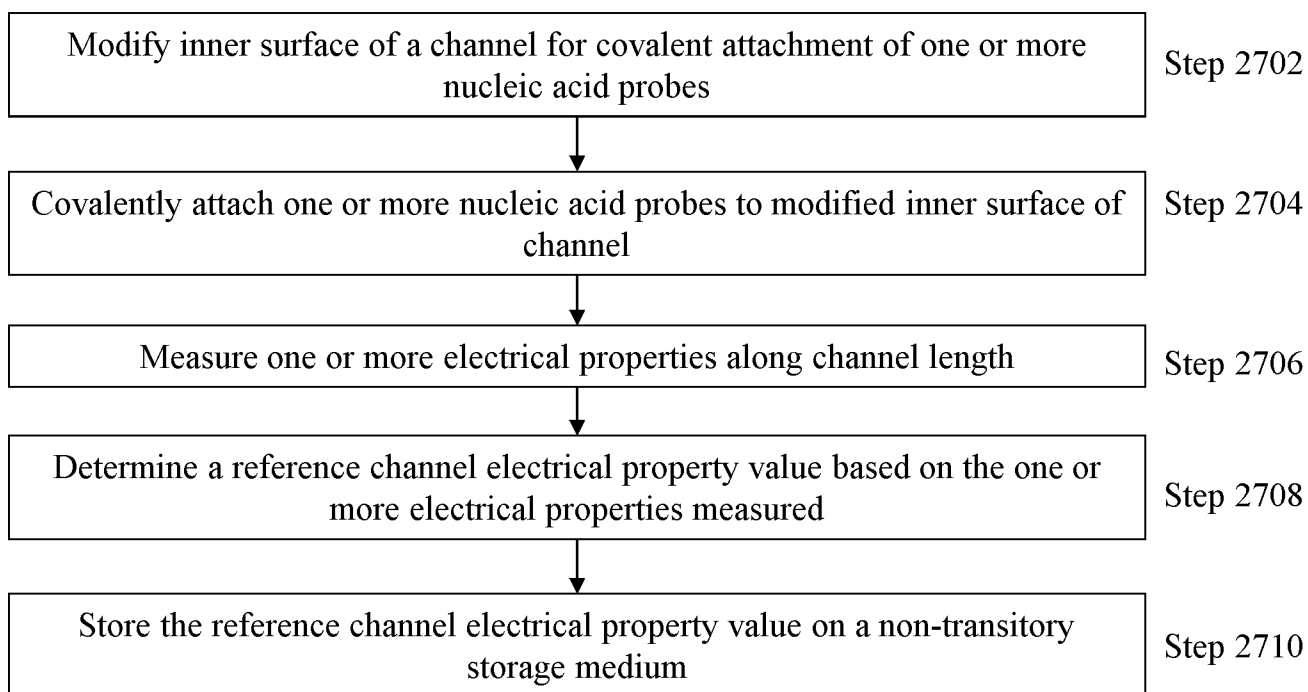 Modify inner surface of a channel for covalent attachment of one or more
nucleic acid probes
Step 2702
Covalently attach one or more nucleic acid probes to modified inner surface of
channel
Step 2704
Measure one or more electrical properties along channel length
Step 2706
Determine a reference channel electrical property value based on the one or
more electrical properties measured
Step 2708
Store the reference channel electrical property value on a non-transitory
storage medium
Step 2710